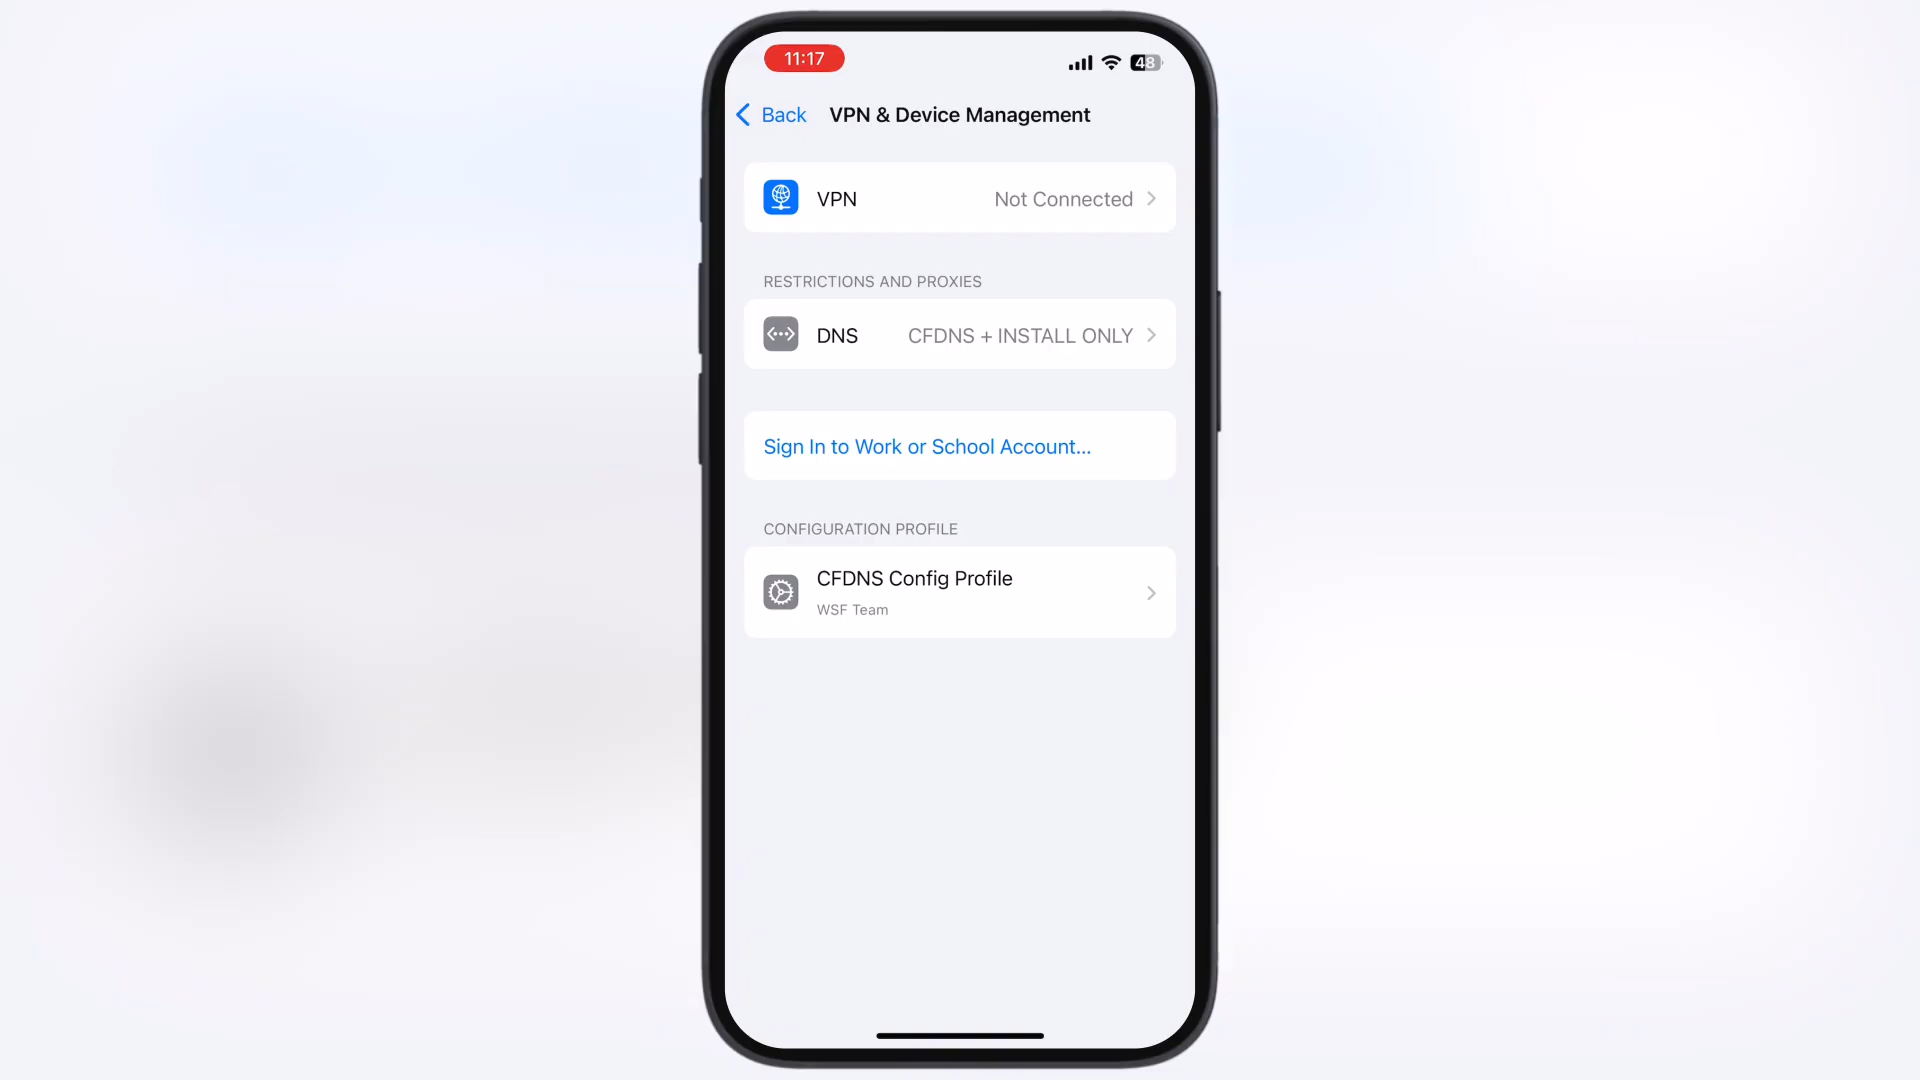 11:17
48
Back
VPN & Device Management
VPN
Not Connected
RESTRICTIONS AND PROXIES
DNS
CFDNS + INSTALL ONLY
Sign In to Work or School Account...
CONFIGURATION PROFILE
CFDNS Config Profile
WSF Team